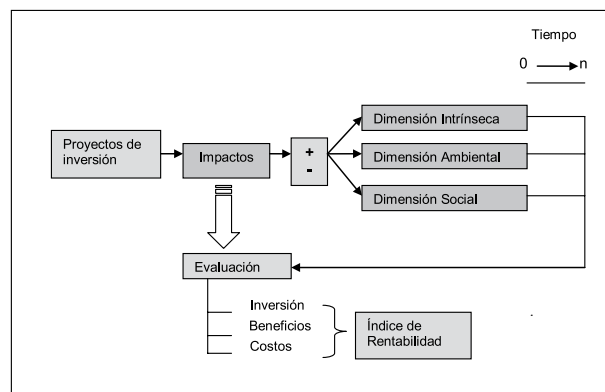 Tiempo
0 n
Proyectos de
inversión
Impactos
+
-
Dimensión Intrínseca
Dimensión Ambiental
Dimensión Social
Evaluación
Inversión
Beneficios
Costos
Índice de
Rentabilidad